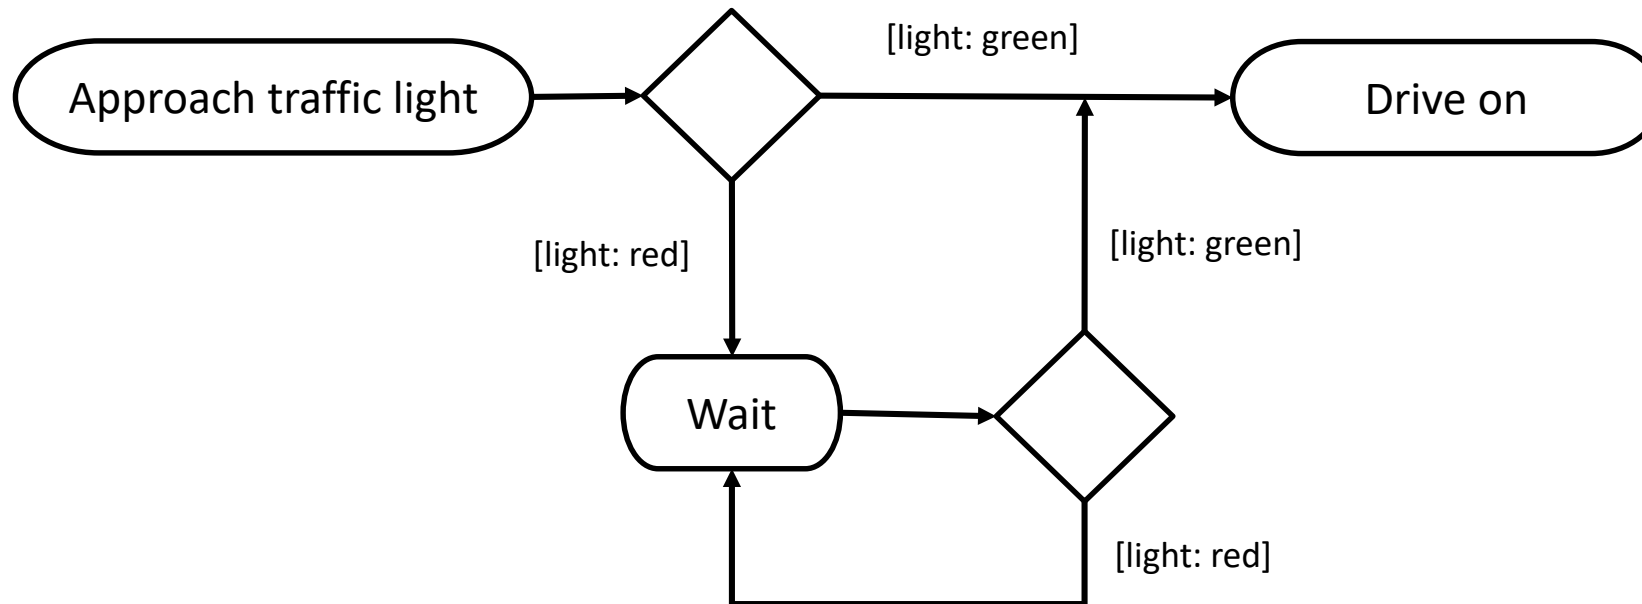 [light: green]
Approach traffic light
Drive on
[light: red]
[light: green]
Wait
[light: red]